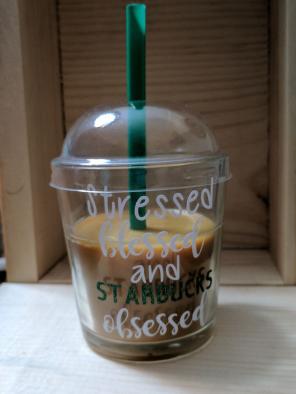 Stressed
blessed
and
STARBUCKS
obsessed